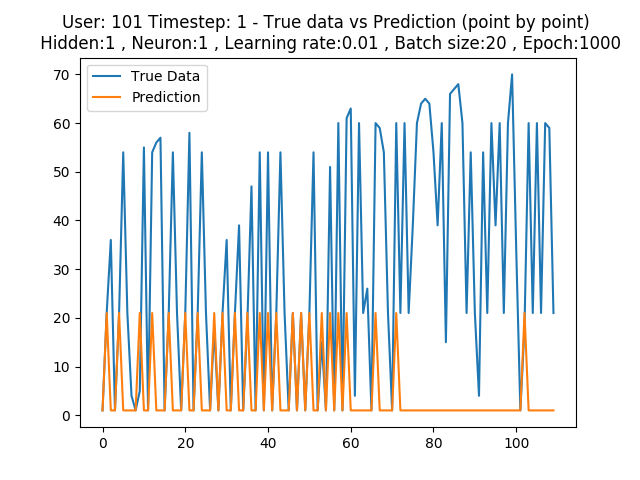 User: 101 Timestep: 1 - True data vs Prediction (point by point)
Hidden:1 , Neuron:1 , Learning rate:0.01 , Batch size:20 , Epoch:1000
True Data
Prediction
70
60
50
40
30
20
10
0
0 20 40 60 80 100